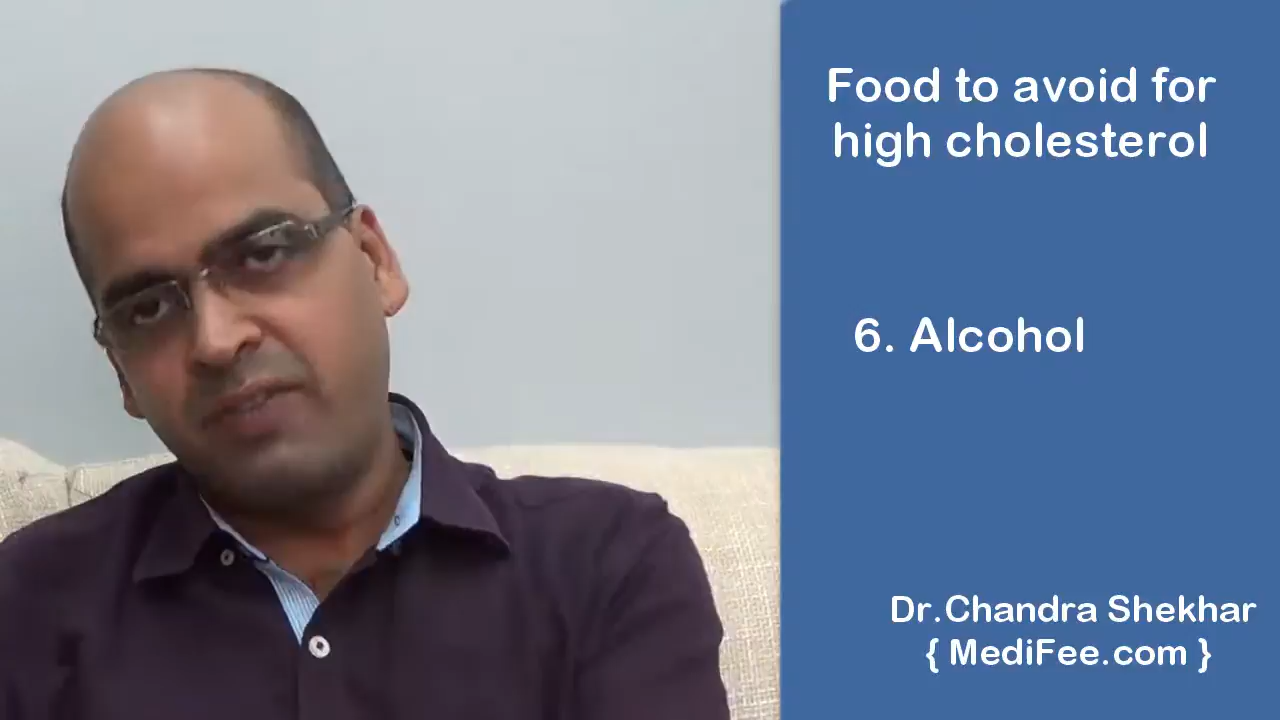 Food to avoid for
high cholesterol
6. Alcohol
Dr.Chandra Shekhar
{ MediFee.com }